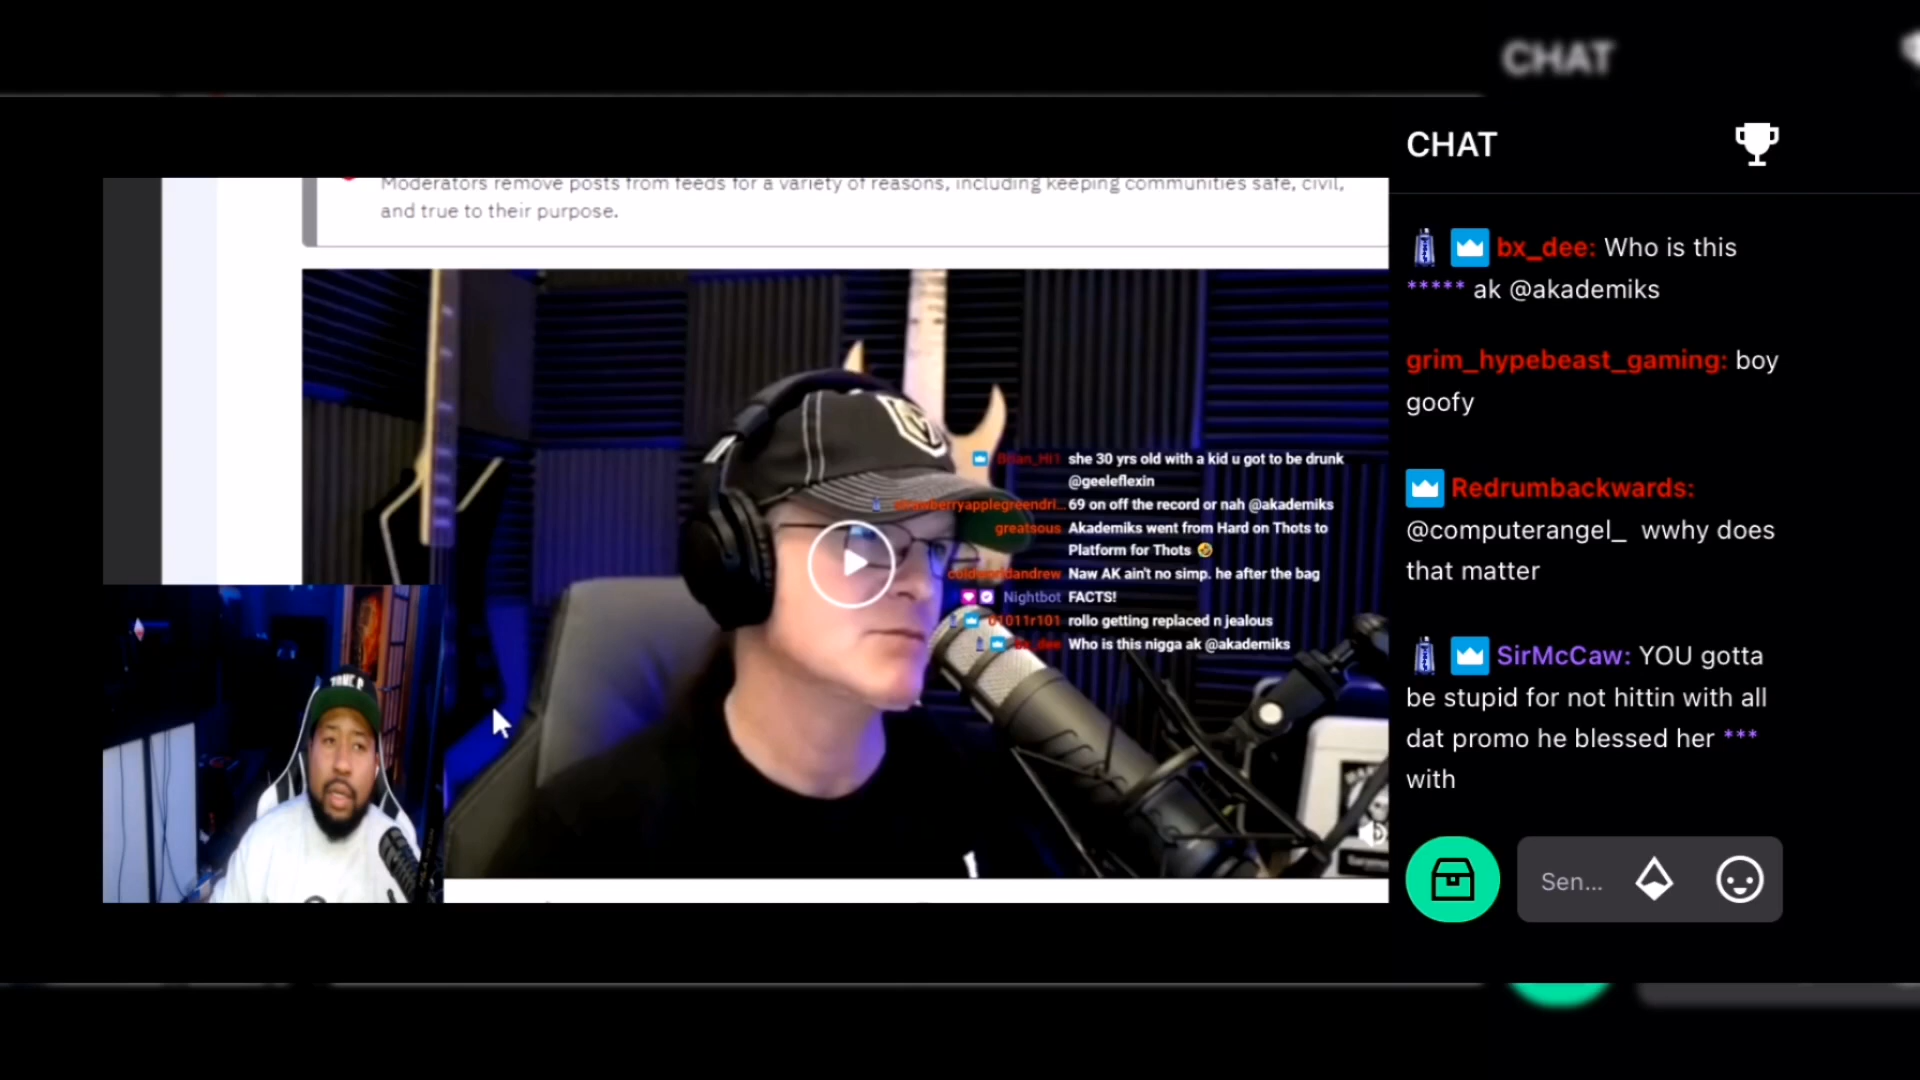 CHAT
CHAT
Moderators remove posts from feeds for a variety of reasons, including keeping communities safe, civil,
and true to their purpose.
she 30 yrs old with a kid u got to be drunk
@geeleflexin
69 on off the record or nah @akademiks
greatsous Akademiks went from Hard on Thots to
Platform for Thots 🤣
Naw AK ain't no simp. he after the bag
Nightbot FACTS!
01011r101 rollo getting replaced n jealous
bx_dee Who is this nigga ak @akademiks
bx_dee: Who is this
***** ak @akademiks
grim_hypebeast_gaming: boy
goofy
Redrumbackwards:
@computerangel_ wwhy does
that matter
SirMcCaw: YOU gotta
be stupid for not hittin with all
dat promo he blessed her ***
with
Sen...